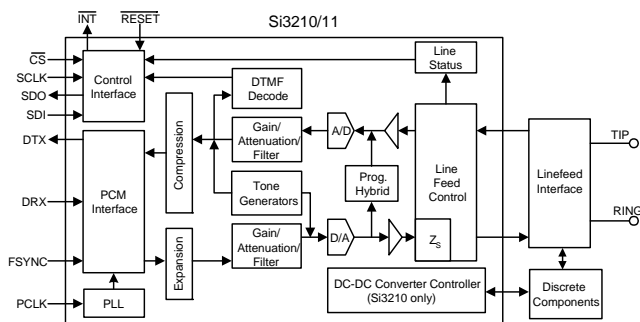 INT
RESET
Si3210/11
CS
SCLK
SDO
SDI
DTX
DRX
FSYNC
PCLK
Control
Interface
PCM
Interface
PLL
Compression
Expansion
DTMF
Decode
Gain/
Attenuation/
Filter
Tone
Generators
Gain/
Attenuation/
Filter
A/D
D/A
Prog.
Hybrid
Line
Status
Line
Feed
Control
ZS
DC-DC Converter Controller
(Si3210 only)
Linefeed
Interface
Discrete
Components
TIP
RING